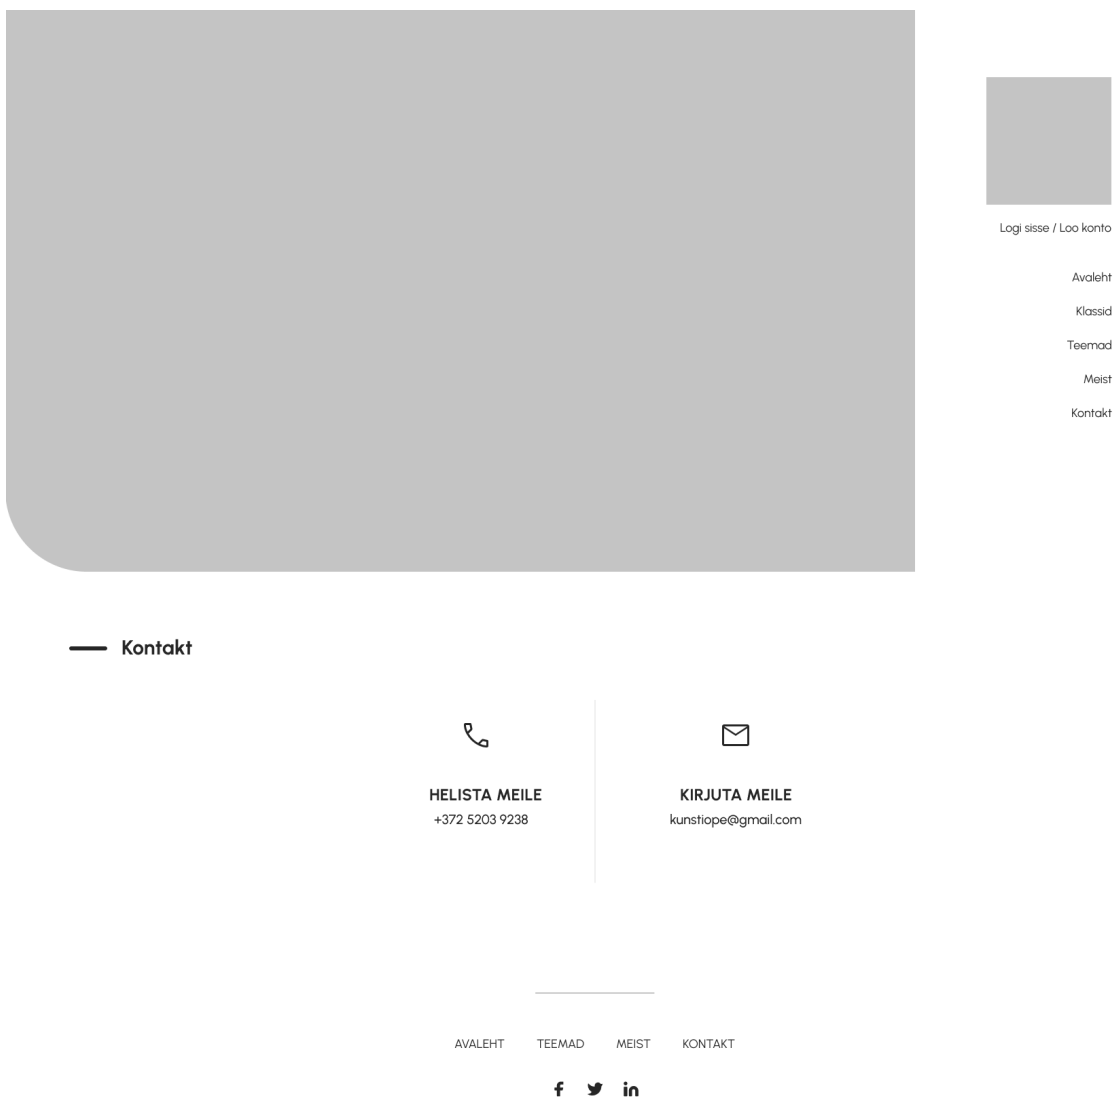 Logi sisse / Loo konto
Avaleht
Klassid
Teemad
Meist
Kontakt
Kontakt
HELISTA MEILE
+372 5203 9238
KIRJUTA MEILE
kunstiope@gmail.com
AVALEHT TEEMAD MEIST KONTAKT